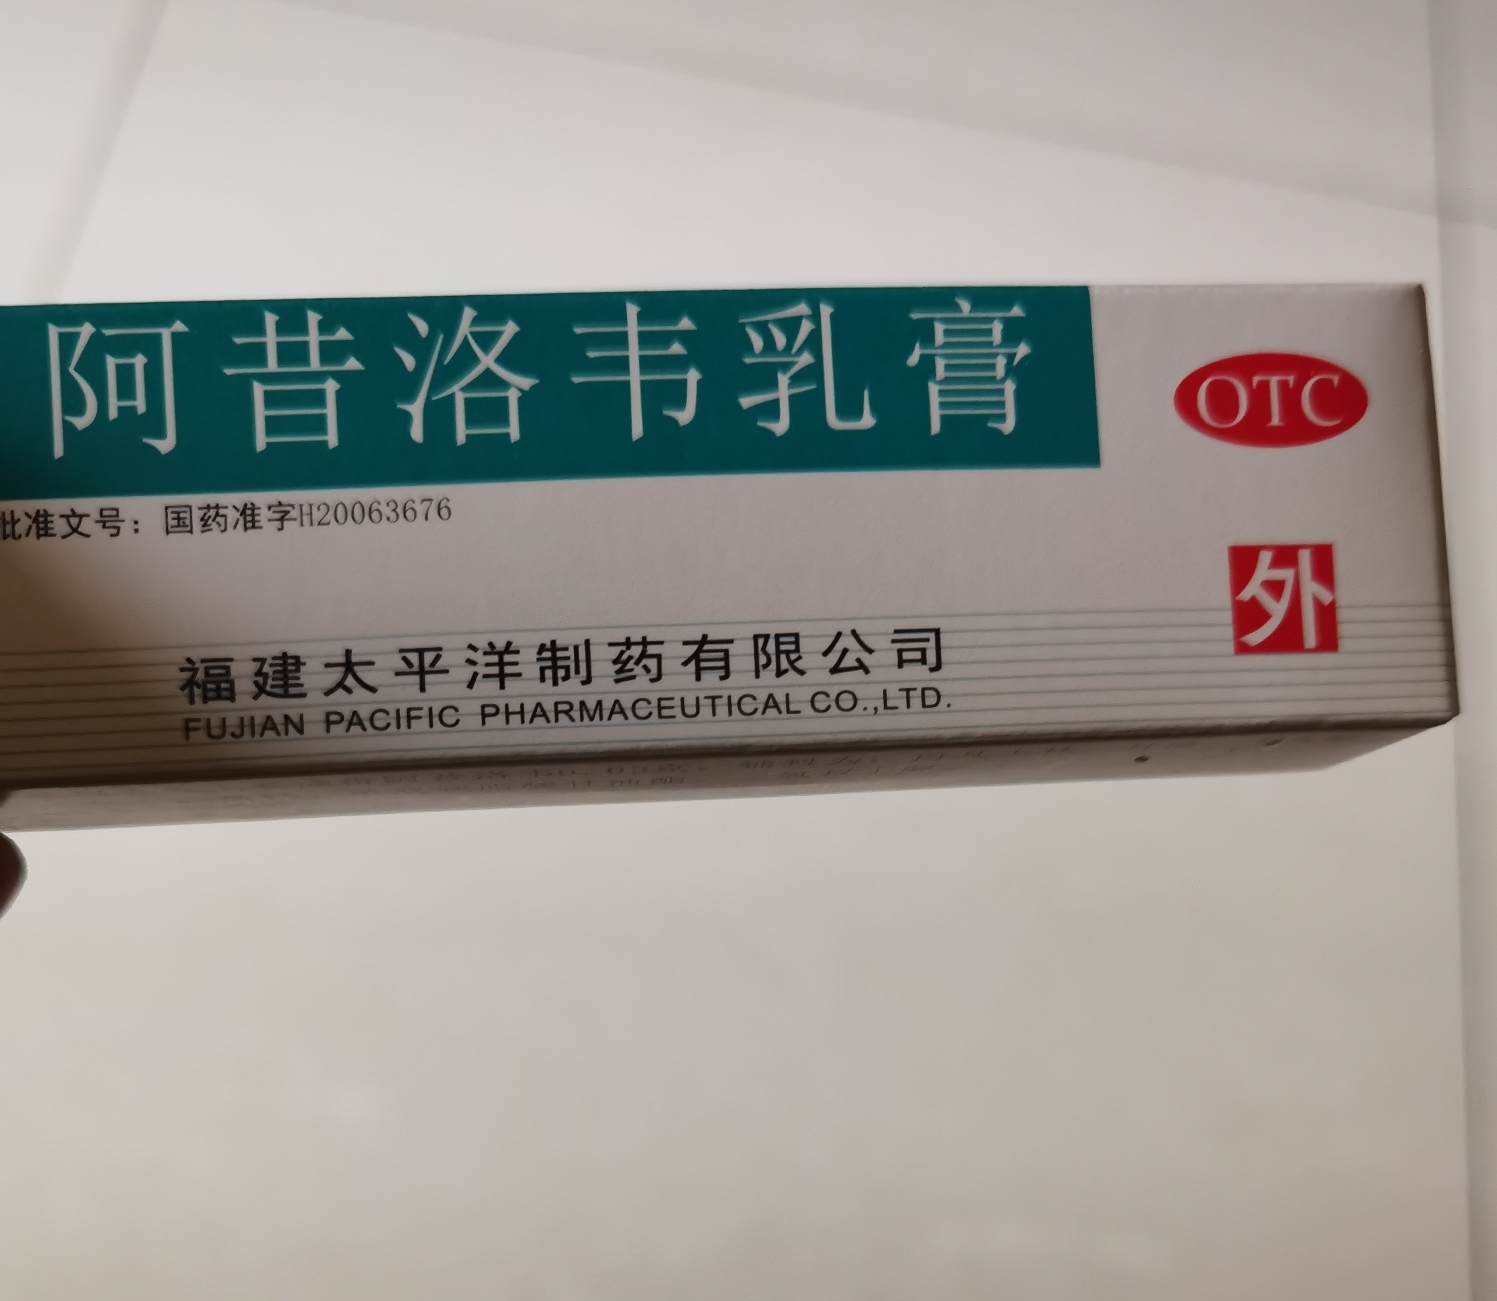 阿昔洛韦乳膏
OTC
批准文号：国药准字H20063676
外
福建太平洋制药有限公司
FUJIAN PACIFIC PHARMACEUTICAL CO.,LTD.